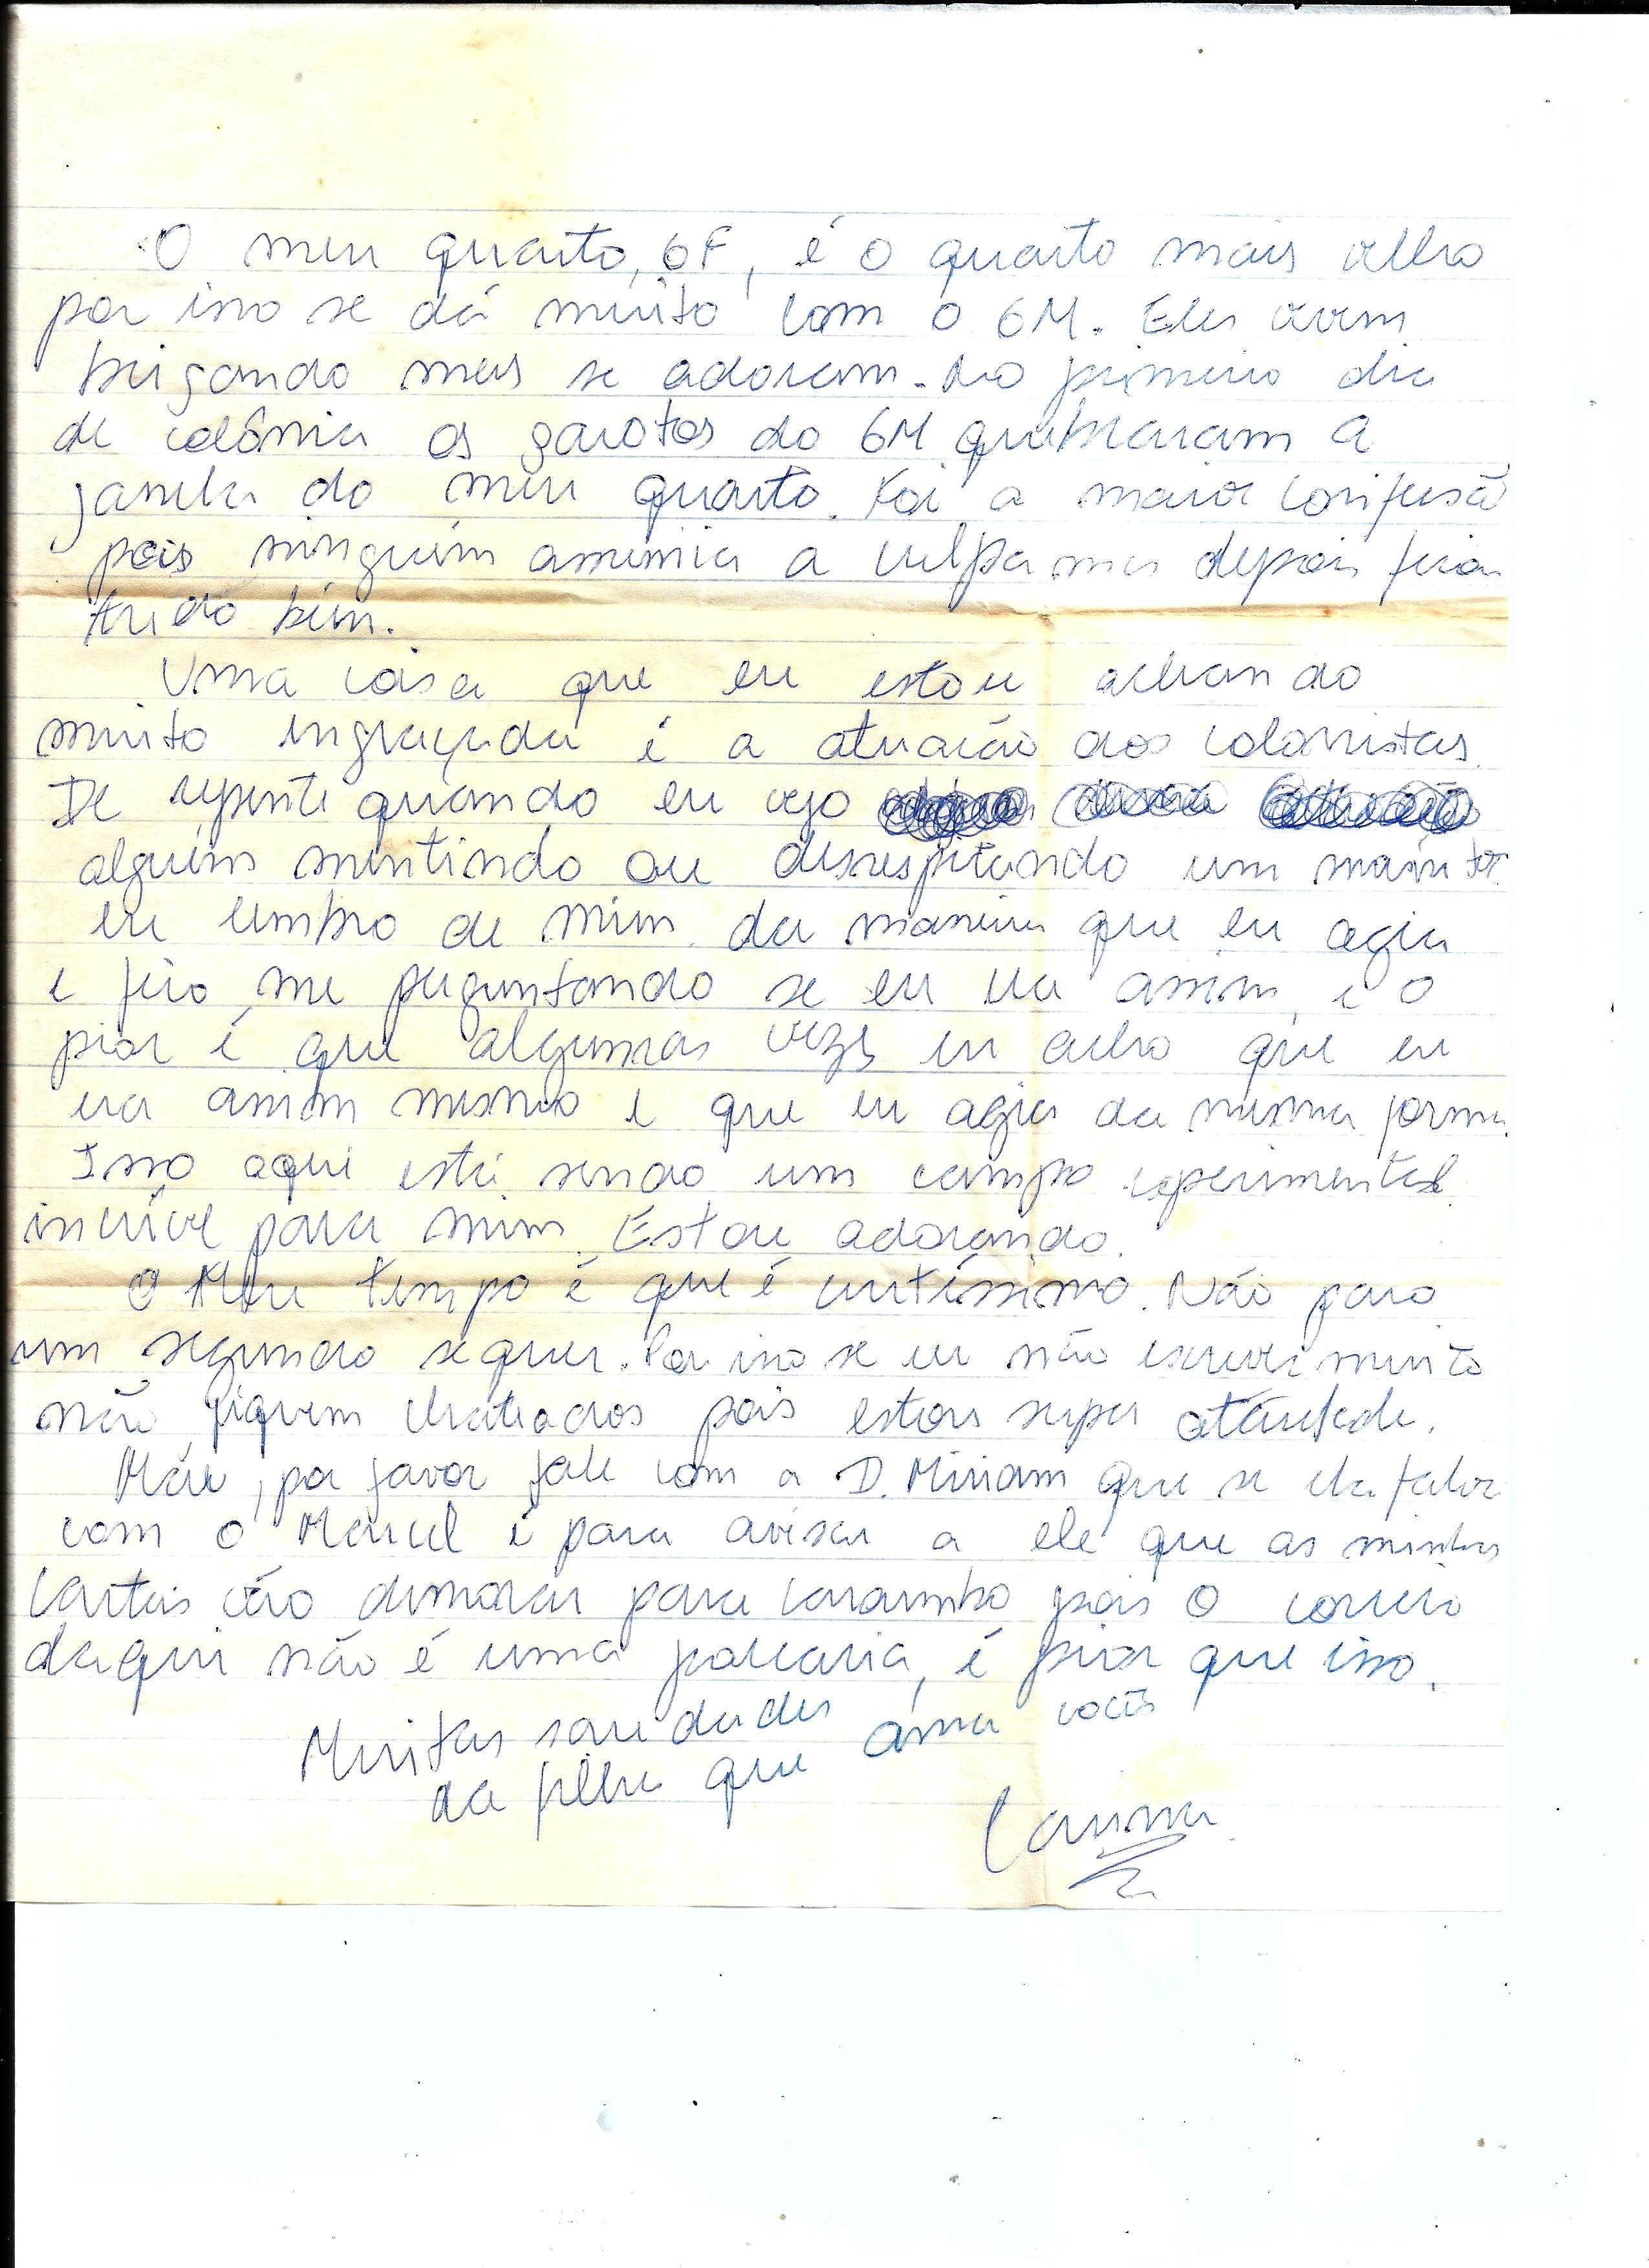 O meu quarto, 6F, é o quarto mais velho
por isso se dá muito com o 6M. Eles vivem
brigando mas se adoram. No primeiro dia
de colônia os garotos do 6M quebraram a
janela do meu quarto. Foi a maior confusão
pois ninguém assumia a culpa mas depois ficou
tudo bem.
Uma coisa que eu estou achando
muito engraçada é a atuação dos colonistas.
De repente quando eu vejo
alguém mentindo ou desrespeitando um monitor
eu lembro de mim da maneira que eu agia
e fico me perguntando se eu era assim, e o
pior é que algumas vezes eu acho que eu
era assim mesmo e que eu agia da mesma forma.
Isso aqui está sendo um campo experimental
incrível para mim. Estou adorando.
O Meu tempo é que é curtíssimo. Não paro
um segundo sequer. Por isso se eu não escrever muito
não fiquem chateados pois estou super atarefada.
Mãe, por favor fale com a D. Miriam que se ela falar
com o Marcel é para avisar a ele que as minhas
cartas vão demorar para caramba pois o correio
daqui não é uma porcaria, é pior que isso.
Muitas saudades
da filha que ama vocês